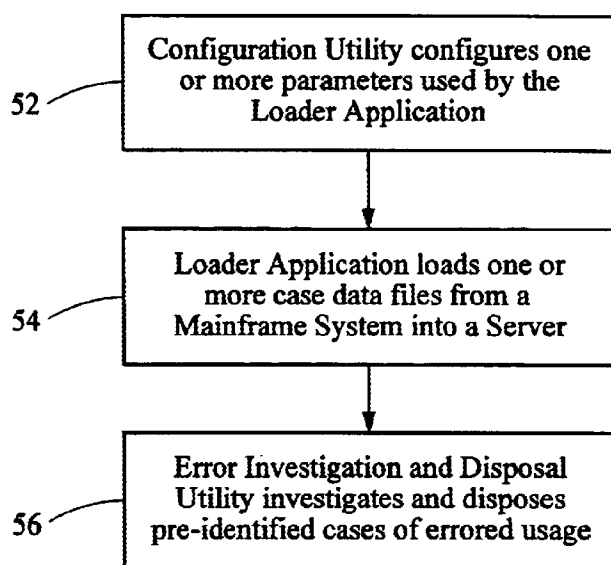 Configuration Utility configures one
or more parameters used by the
Loader Application
52
Loader Application loads one or
more case data files from a
Mainframe System into a Server
54
Error Investigation and Disposal
Utility investigates and disposes
pre-identified cases of errored usage
56